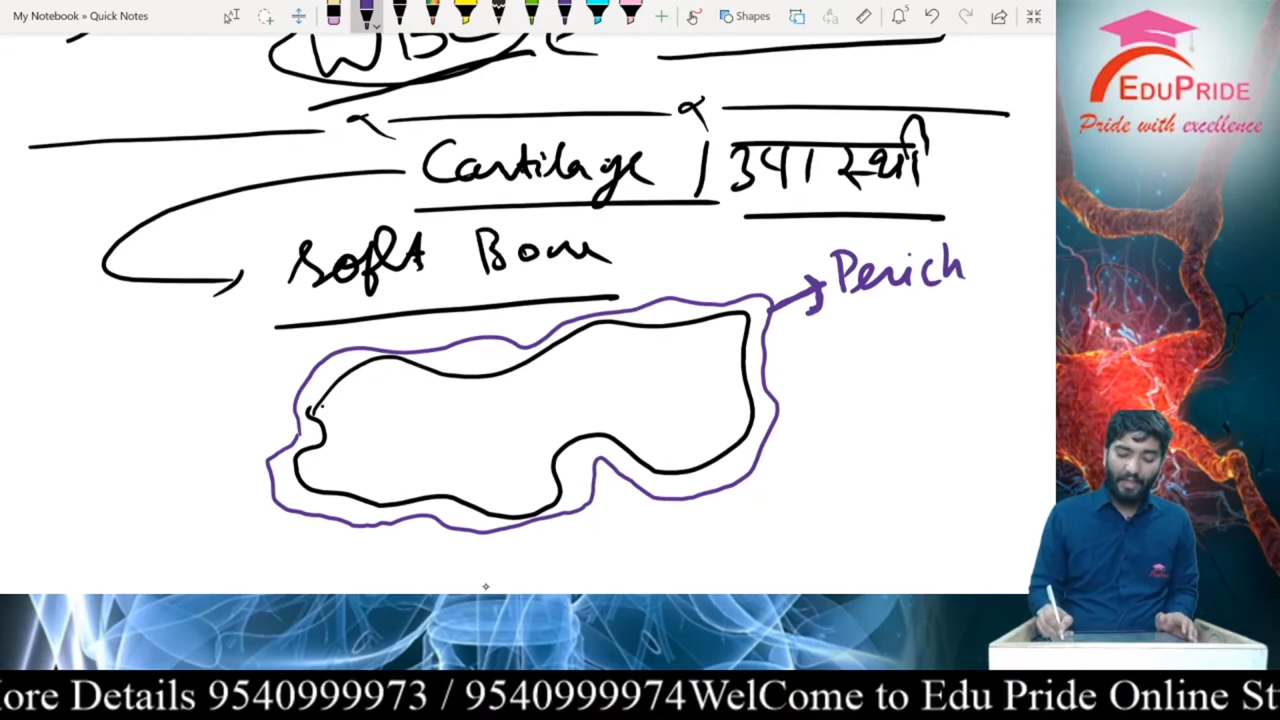 My Notebook » Quick Notes
Shapes
EDUPRIDE
Pride with excellence
Cartilage | उपास्थी
Soft Bone
Perich
ore Details 9540999973 / 9540999974WelCome to Edu Pride Online St